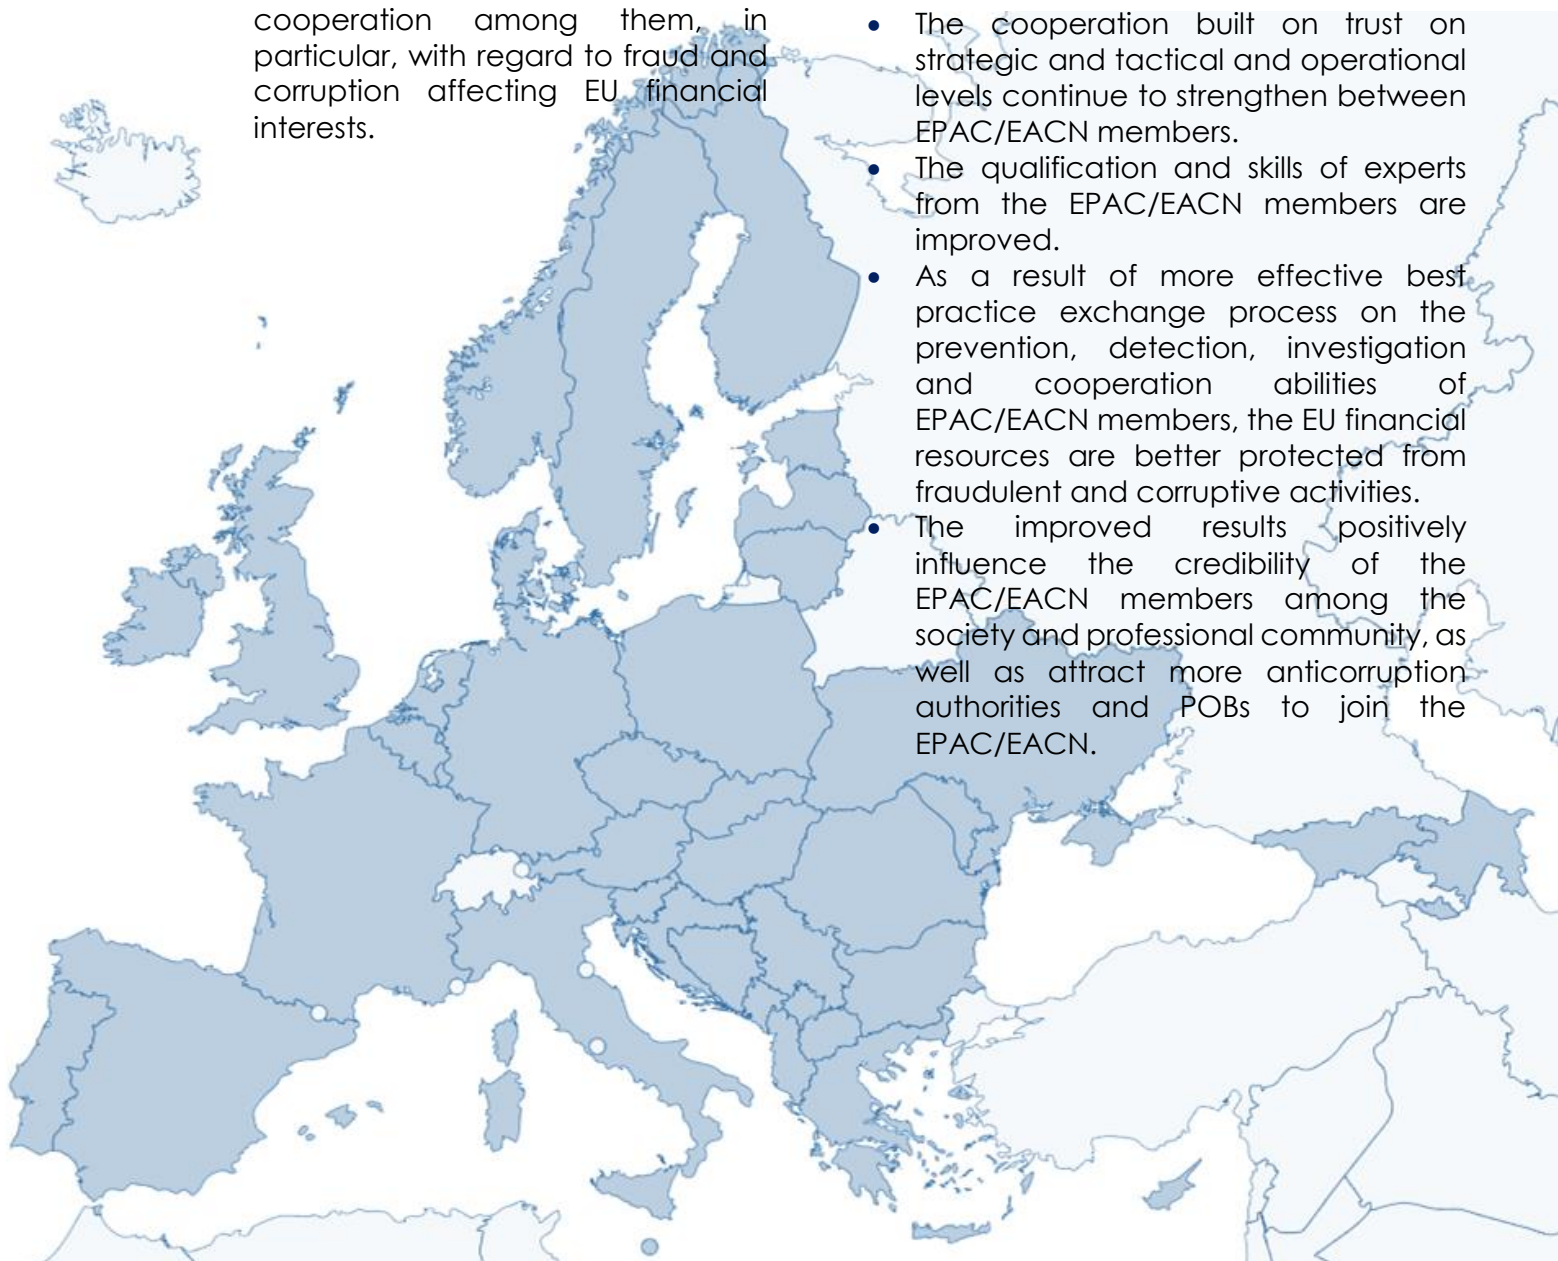 cooperation among them, in
particular, with regard to fraud and
corruption affecting EU financial
interests.
• The cooperation built on trust on
strategic and tactical and operational
levels continue to strengthen between
EPAC/EACN members.
• The qualification and skills of experts
from the EPAC/EACN members are
improved.
• As a result of more effective best
practice exchange process on the
prevention, detection, investigation
and cooperation abilities of
EPAC/EACN members, the EU financial
resources are better protected from
fraudulent and corruptive activities.
• The improved results positively
influence the credibility of the
EPAC/EACN members among the
society and professional community, as
well as attract more anticorruption
authorities and POBs to join the
EPAC/EACN.